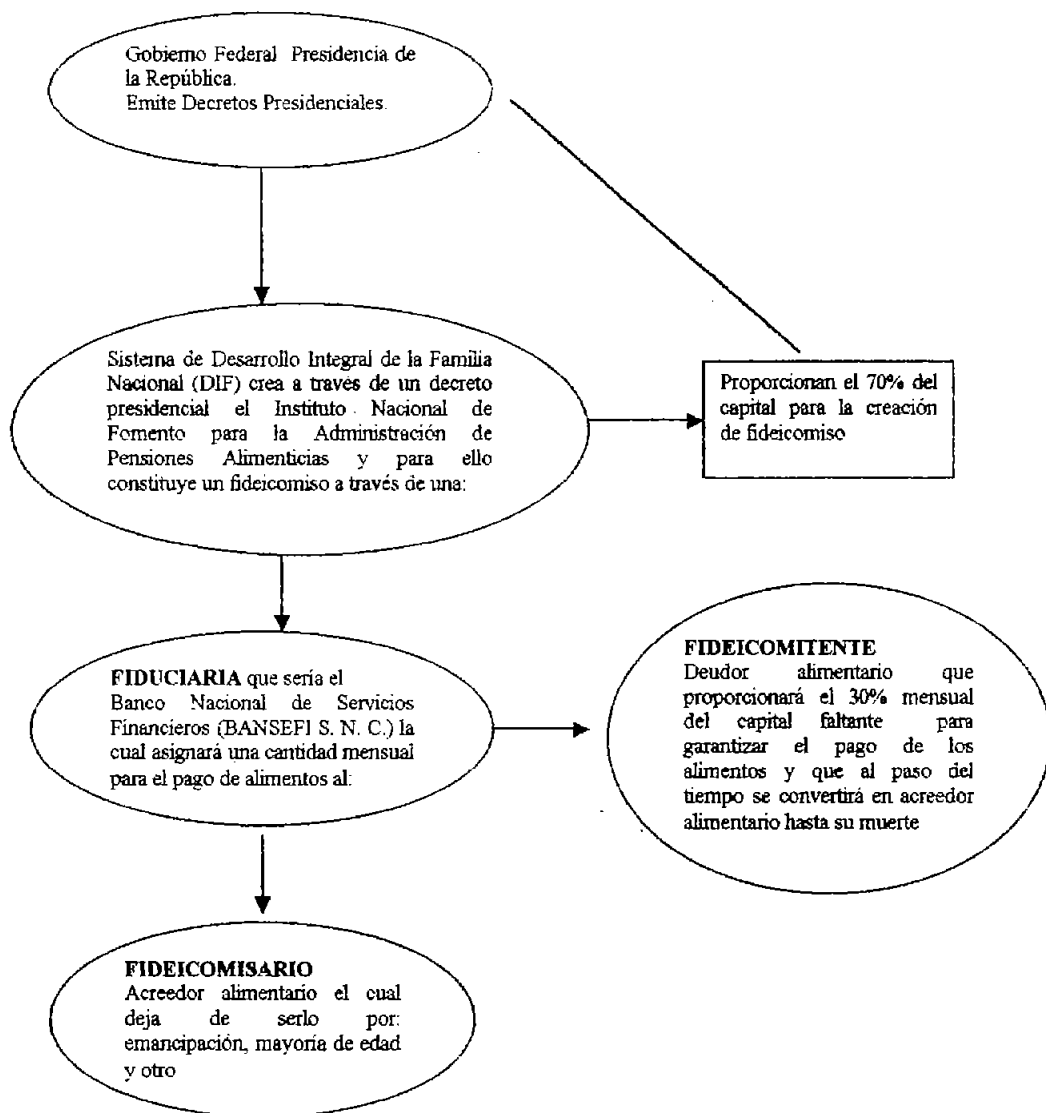 Gobierno Federal Presidencia de
la República.
Emite Decretos Presidenciales.
Sistema de Desarrollo Integral de la Familia
Nacional (DIF) crea a través de un decreto
presidencial el Instituto Nacional de
Fomento para la Administración de
Pensiones Alimenticias y para ello
constituye un fideicomiso a través de una:
Proporcionan el 70% del
capital para la creación
de fideicomiso
FIDUCIARIA que sería el
Banco Nacional de Servicios
Financieros (BANSEFI S. N. C.) la
cual asignará una cantidad mensual
para el pago de alimentos al:
FIDEICOMITENTE
Deudor alimentario que
proporcionará el 30% mensual
del capital faltante para
garantizar el pago de los
alimentos y que al paso del
tiempo se convertirá en acreedor
alimentario hasta su muerte
FIDEICOMISARIO
Acreedor alimentario el cual
deja de serlo por:
emancipación, mayoría de edad
y otro